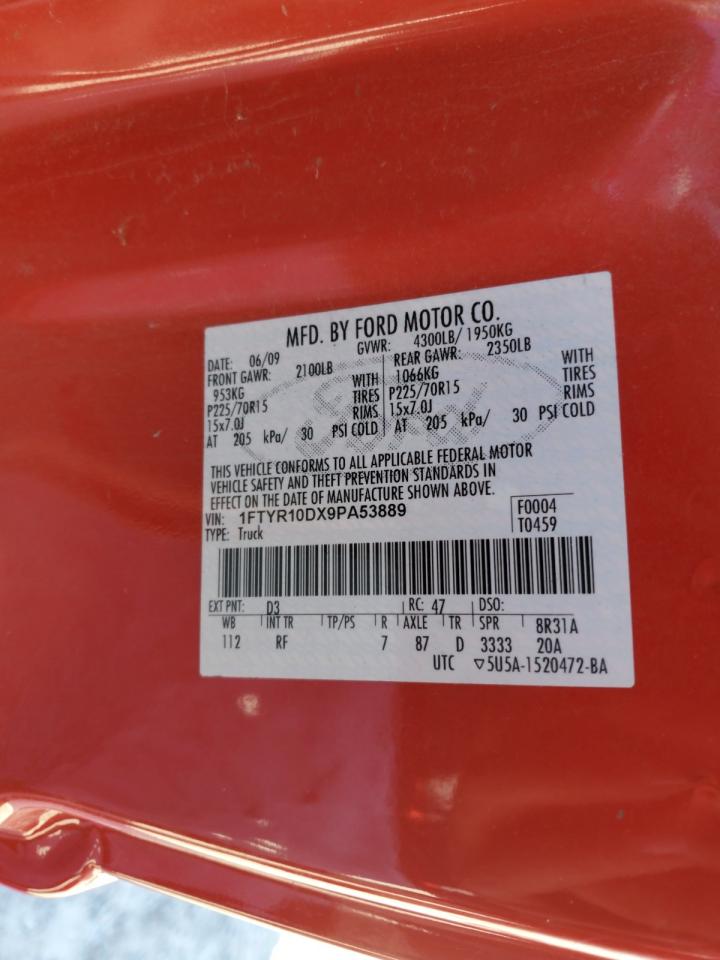 MFD. BY FORD MOTOR CO.
DATE: 06/09 GVWR: 4300LB/ 1950KG
FRONT GAWR: 2100LB REAR GAWR: 2350LB
953KG WITH 1066KG WITH
P225/70R15 TIRES P225/70R15 TIRES
15x7.0J RIMS 15x7.0J RIMS
AT 205 kPa/ 30 PSI COLD AT 205 kPa/ 30 PSI COLD
Ford
THIS VEHICLE CONFORMS TO ALL APPLICABLE FEDERAL MOTOR
VEHICLE SAFETY AND THEFT PREVENTION STANDARDS IN
EFFECT ON THE DATE OF MANUFACTURE SHOWN ABOVE.
VIN: 1FTYR10DX9PA53889 F0004
TYPE: Truck T0459
EXT PNT: D3 RC: 47 DSO:
WB INT TR TP/PS R AXLE TR SPR 8R31A
112 RF 7 87 D 3333 20A
UTC ▽5U5A-1520472-BA